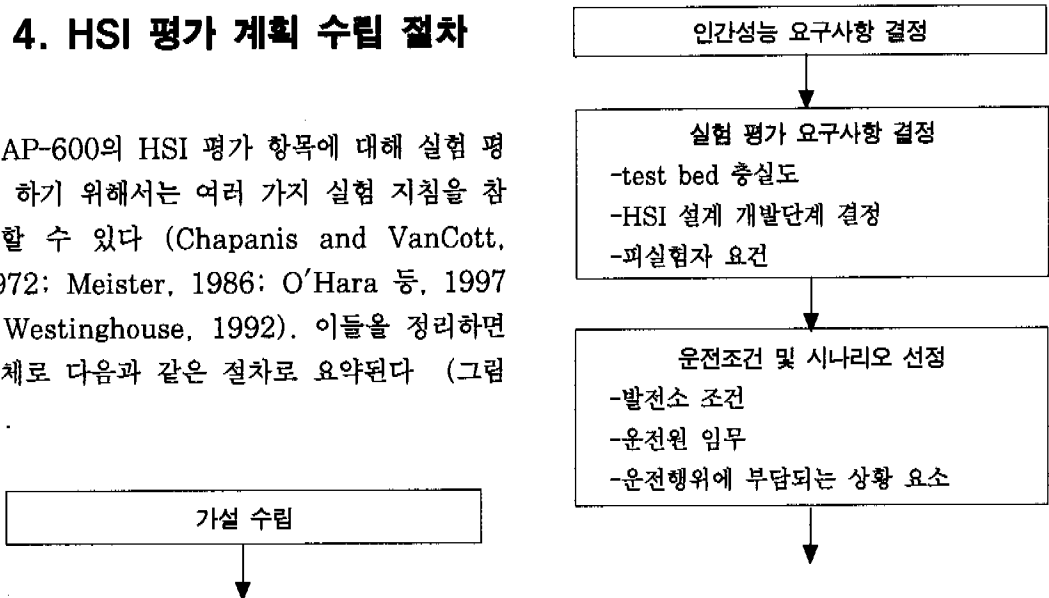 4. HSI 평가 계획 수립 절차
AP-600의 HSI 평가 항목에 대해 실험 평
하기 위해서는 여러 가지 실험 지침을 참
할 수 있다 (Chapanis and VanCott,
972; Meister, 1986; O'Hara 등, 1997
Westinghouse, 1992). 이들을 정리하면
체로 다음과 같은 절차로 요약된다 (그림
.
가설 수립
인간성능 요구사항 결정
실험 평가 요구사항 결정
-test bed 충실도
-HSI 설계 개발단계 결정
-피실험자 요건
운전조건 및 시나리오 선정
-발전소 조건
-운전원 임무
-운전행위에 부담되는 상황 요소